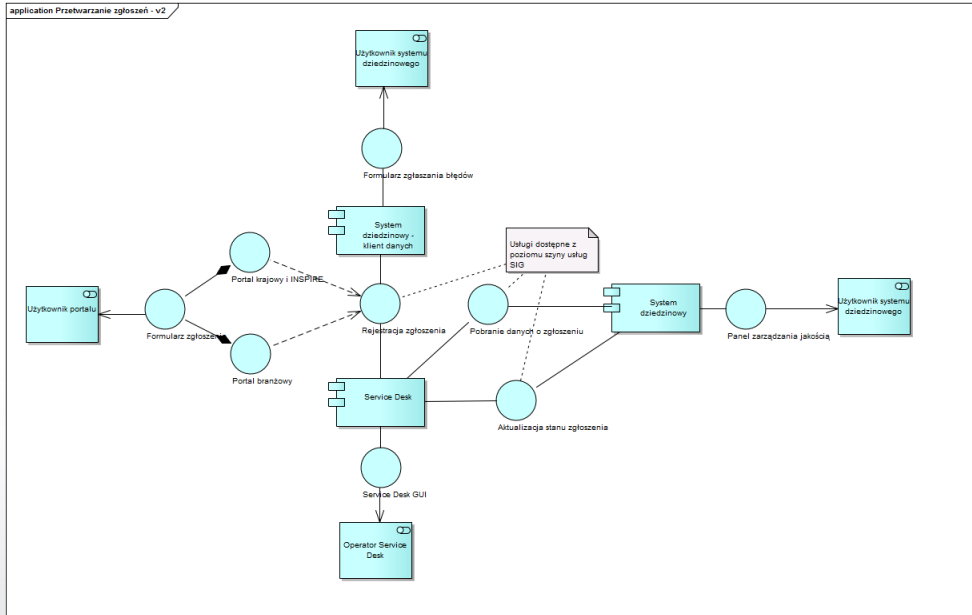 application Przetwarzanie zgłoszeń - v2
Użytkownik systemu
dziedzinowego
Formularz zgłaszania błędów
System
dziedzinowy -
klient danych
Usługi dostępne z
poziomu szyny usług
SIG
Portal krajowy i INSPIRE
Użytkownik portalu
Formularz zgłoszenia
Rejestracja zgłoszenia
Pobranie danych o zgłoszeniu
System
dziedzinowy
Panel zarządzania jakością
Użytkownik systemu
dziedzinowego
Portal branżowy
Service Desk
Aktualizacja stanu zgłoszenia
Service Desk GUI
Operator Service
Desk